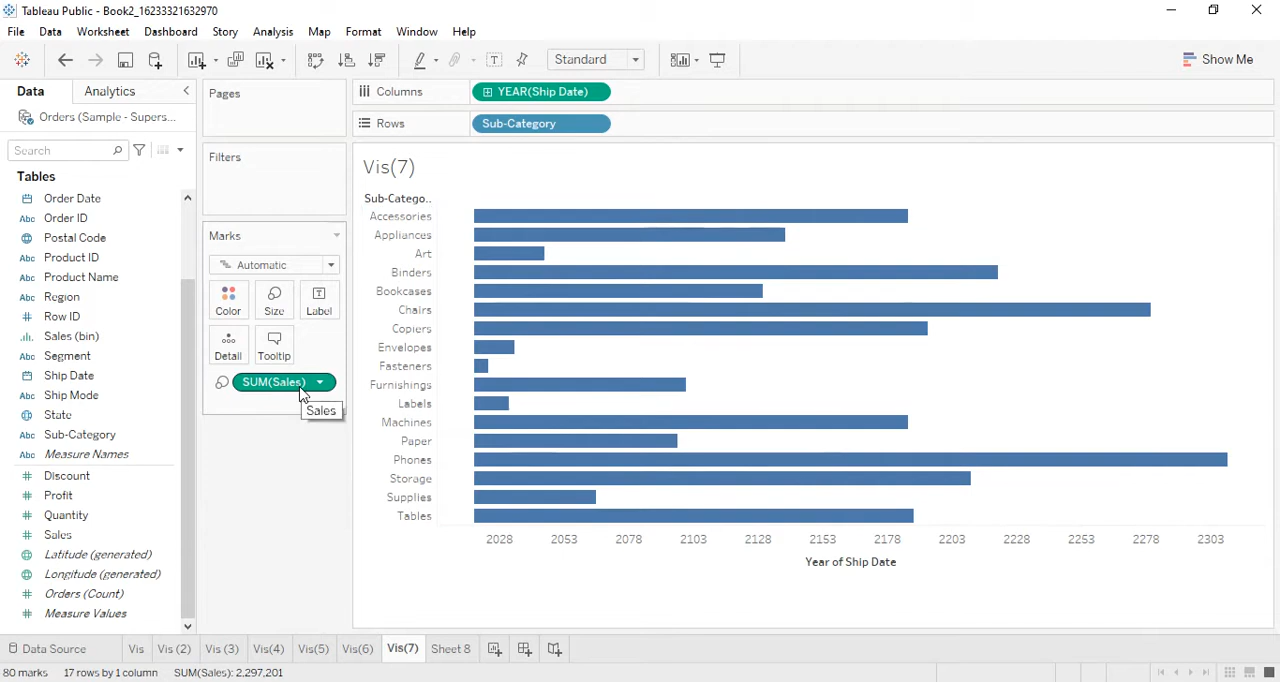 Tableau Public - Book2_16233321632970
File Data Worksheet Dashboard Story Analysis Map Format Window Help
Standard
Show Me
Data Analytics
Orders (Sample - Supers...
Search
Tables
Order Date
Order ID
Postal Code
Product ID
Product Name
Region
Row ID
Sales (bin)
Segment
Ship Date
Ship Mode
State
Sub-Category
Measure Names
Discount
Profit
Quantity
Sales
Latitude (generated)
Longitude (generated)
Orders (Count)
Measure Values
Pages
Filters
Marks
Automatic
Color Size Label
Detail Tooltip
SUM(Sales)
Sales
Columns YEAR(Ship Date)
Rows Sub-Category
Vis(7)
Sub-Catego..
Accessories
Appliances
Art
Binders
Bookcases
Chairs
Copiers
Envelopes
Fasteners
Furnishings
Labels
Machines
Paper
Phones
Storage
Supplies
Tables
2028 2053 2078 2103 2128 2153 2178 2203 2228 2253 2278 2303
Year of Ship Date
Data Source Vis Vis (2) Vis (3) Vis(4) Vis(5) Vis(6) Vis(7) Sheet 8
80 marks 17 rows by 1 column SUM(Sales): 2,297,201